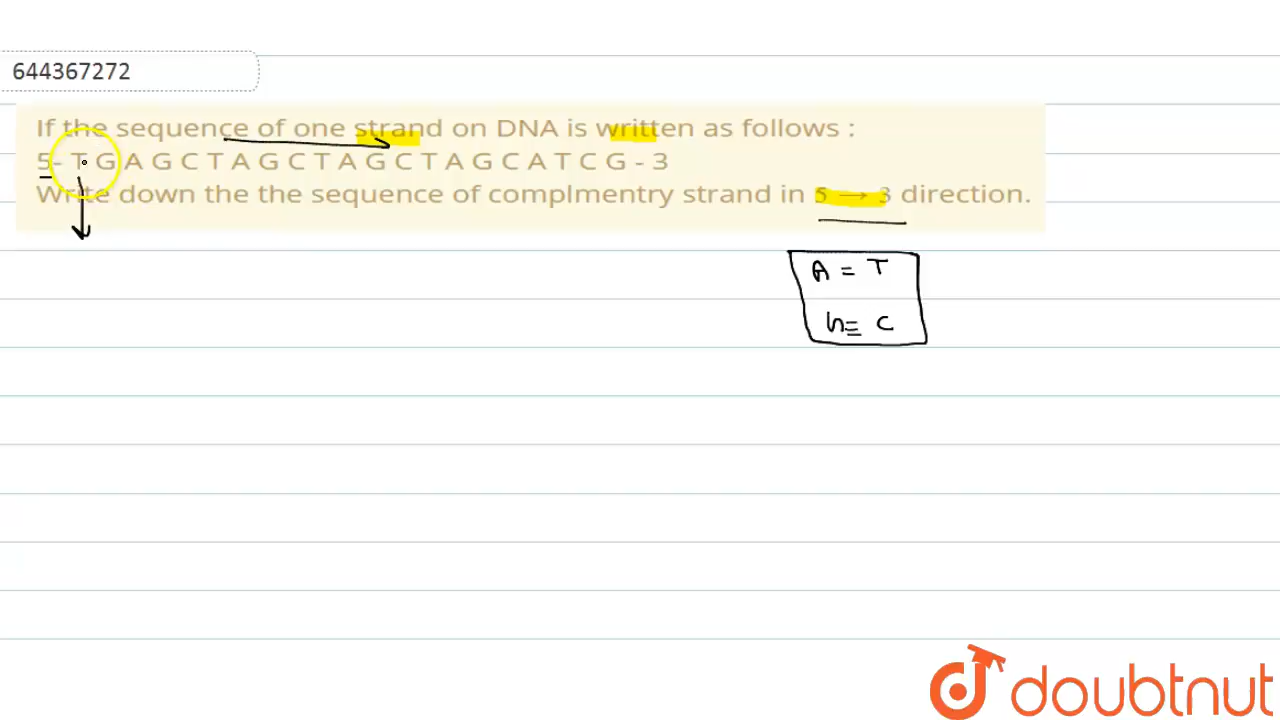 644367272
If the sequence of one strand on DNA is written as follows :
5- T G A G C T A G C T A G C T A G C A T C G - 3
Write down the the sequence of complmentry strand in 5 → 3 direction.
A = T
G ≡ C
doubtnut